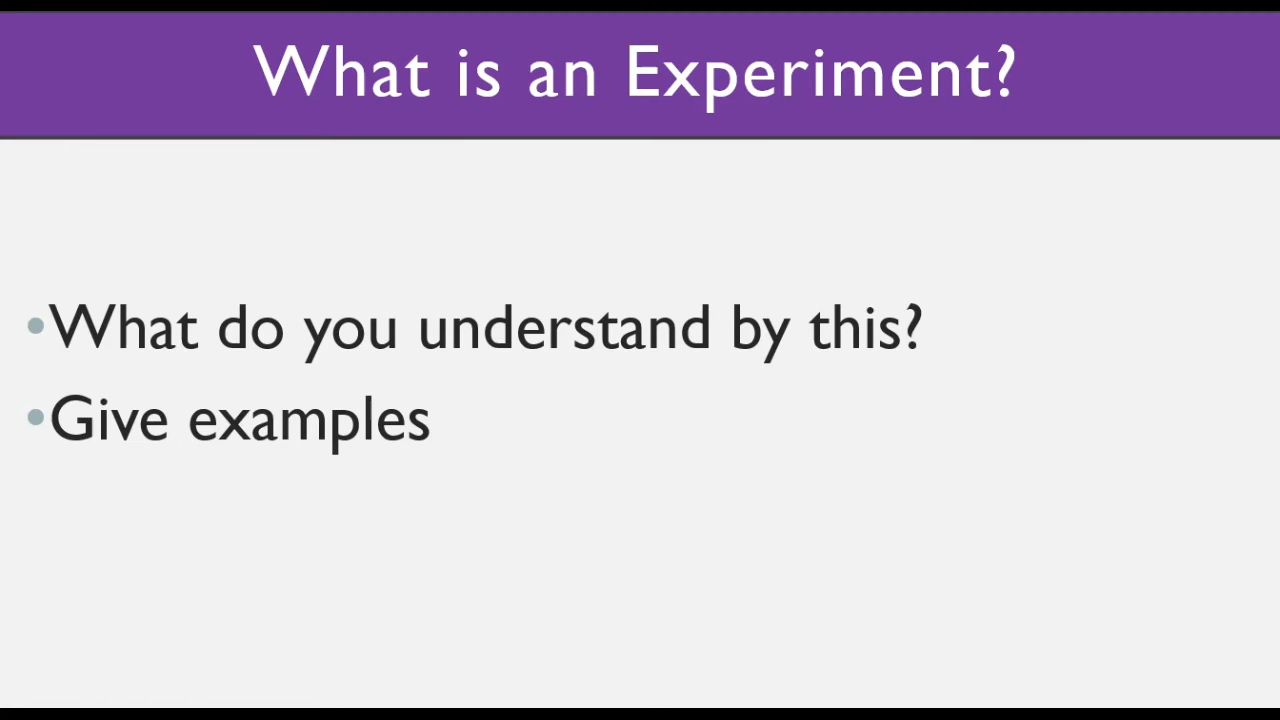 What is an Experiment?
•What do you understand by this?
•Give examples